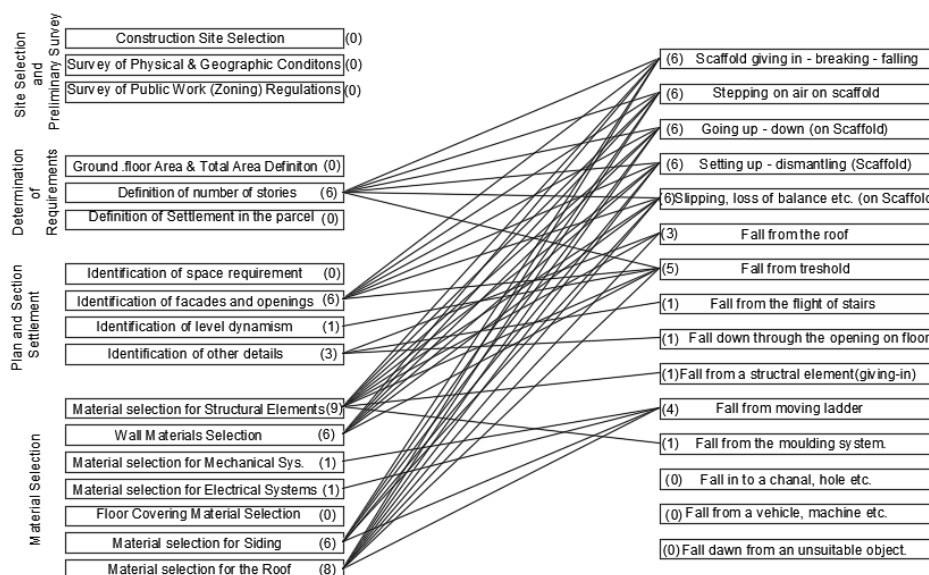 Site Selection
and
Preliminary Survey
Construction Site Selection (0)
Survey of Physical & Geographic Conditons (0)
Survey of Public Work (Zoning) Regulations (0)
Determination
of
Requirements
Ground .floor Area & Total Area Definiton (0)
Definition of number of stories (6)
Definition of Settlement in the parcel (0)
Plan and Section
Settlement
Identification of space requirement (0)
Identification of facades and openings (6)
Identification of level dynamism (1)
Identification of other details (3)
Material Selection
Material selection for Structural Elements (9)
Wall Materials Selection (6)
Material selection for Mechanical Sys. (1)
Material selection for Electrical Systems (1)
Floor Covering Material Selection (0)
Material selection for Siding (6)
Material selection for the Roof (8)
(6) Scaffold giving in - breaking - falling
(6) Stepping on air on scaffold
(6) Going up - down (on Scaffold)
(6) Setting up - dismantling (Scaffold)
(6) Slipping, loss of balance etc. (on Scaffold
(3) Fall from the roof
(5) Fall from treshold
(1) Fall from the flight of stairs
(1) Fall down through the opening on floor
(1) Fall from a structral element(giving-in)
(4) Fall from moving ladder
(1) Fall from the moulding system.
(0) Fall in to a chanal, hole etc.
(0) Fall from a vehicle, machine etc.
(0) Fall dawn from an unsuitable object.